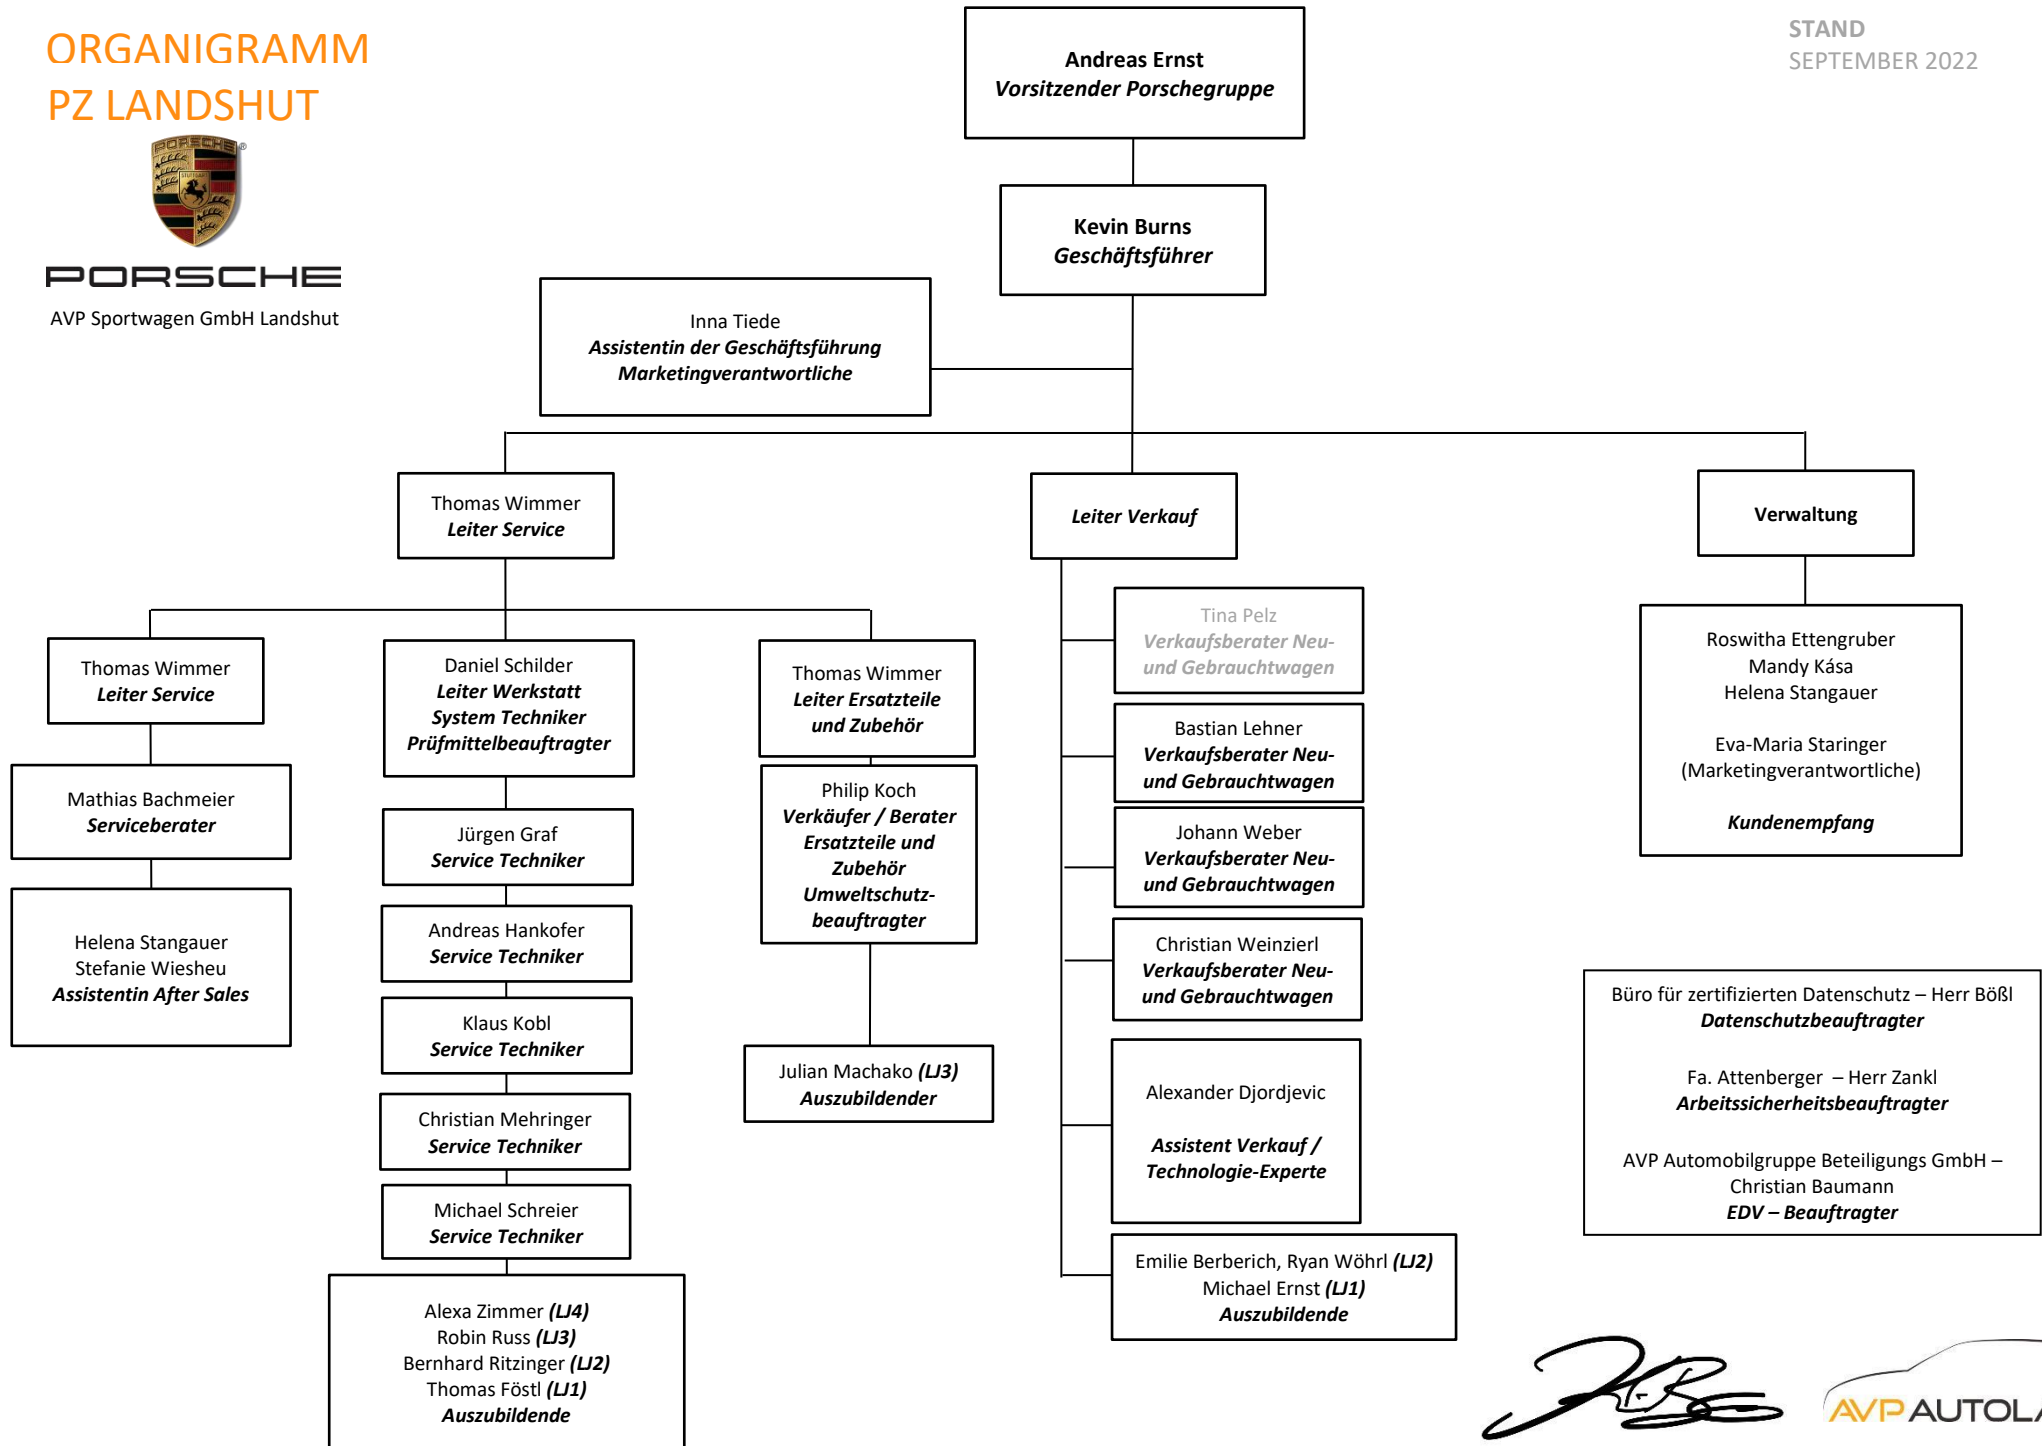 ORGANIGRAMM
PZ LANDSHUT
PORSCHE
STUTTGART
PORSCHE
AVP Sportwagen GmbH Landshut
STAND
SEPTEMBER 2022
Andreas Ernst
Vorsitzender Porschegruppe
Kevin Burns
Geschäftsführer
Inna Tiede
Assistentin der Geschäftsführung
Marketingverantwortliche
Thomas Wimmer
Leiter Service
Leiter Verkauf
Verwaltung
Thomas Wimmer
Leiter Service
Mathias Bachmeier
Serviceberater
Helena Stangauer
Stefanie Wiesheu
Assistentin After Sales
Daniel Schilder
Leiter Werkstatt
System Techniker
Prüfmittelbeauftragter
Jürgen Graf
Service Techniker
Andreas Hankofer
Service Techniker
Klaus Kobl
Service Techniker
Christian Mehringer
Service Techniker
Michael Schreier
Service Techniker
Alexa Zimmer (LJ4)
Robin Russ (LJ3)
Bernhard Ritzinger (LJ2)
Thomas Föstl (LJ1)
Auszubildende
Thomas Wimmer
Leiter Ersatzteile
und Zubehör
Philip Koch
Verkäufer / Berater
Ersatzteile und
Zubehör
Umweltschutz-
beauftragter
Julian Machako (LJ3)
Auszubildender
Tina Pelz
Verkaufsberater Neu-
und Gebrauchtwagen
Bastian Lehner
Verkaufsberater Neu-
und Gebrauchtwagen
Johann Weber
Verkaufsberater Neu-
und Gebrauchtwagen
Christian Weinzierl
Verkaufsberater Neu-
und Gebrauchtwagen
Alexander Djordjevic
Assistent Verkauf /
Technologie-Experte
Emilie Berberich, Ryan Wöhrl (LJ2)
Michael Ernst (LJ1)
Auszubildende
Roswitha Ettengruber
Mandy Kása
Helena Stangauer
Eva-Maria Staringer
(Marketingverantwortliche)
Kundenempfang
Büro für zertifizierten Datenschutz – Herr Bößl
Datenschutzbeauftragter
Fa. Attenberger – Herr Zankl
Arbeitssicherheitsbeauftragter
AVP Automobilgruppe Beteiligungs GmbH –
Christian Baumann
EDV – Beauftragter
AVP AUTOLA